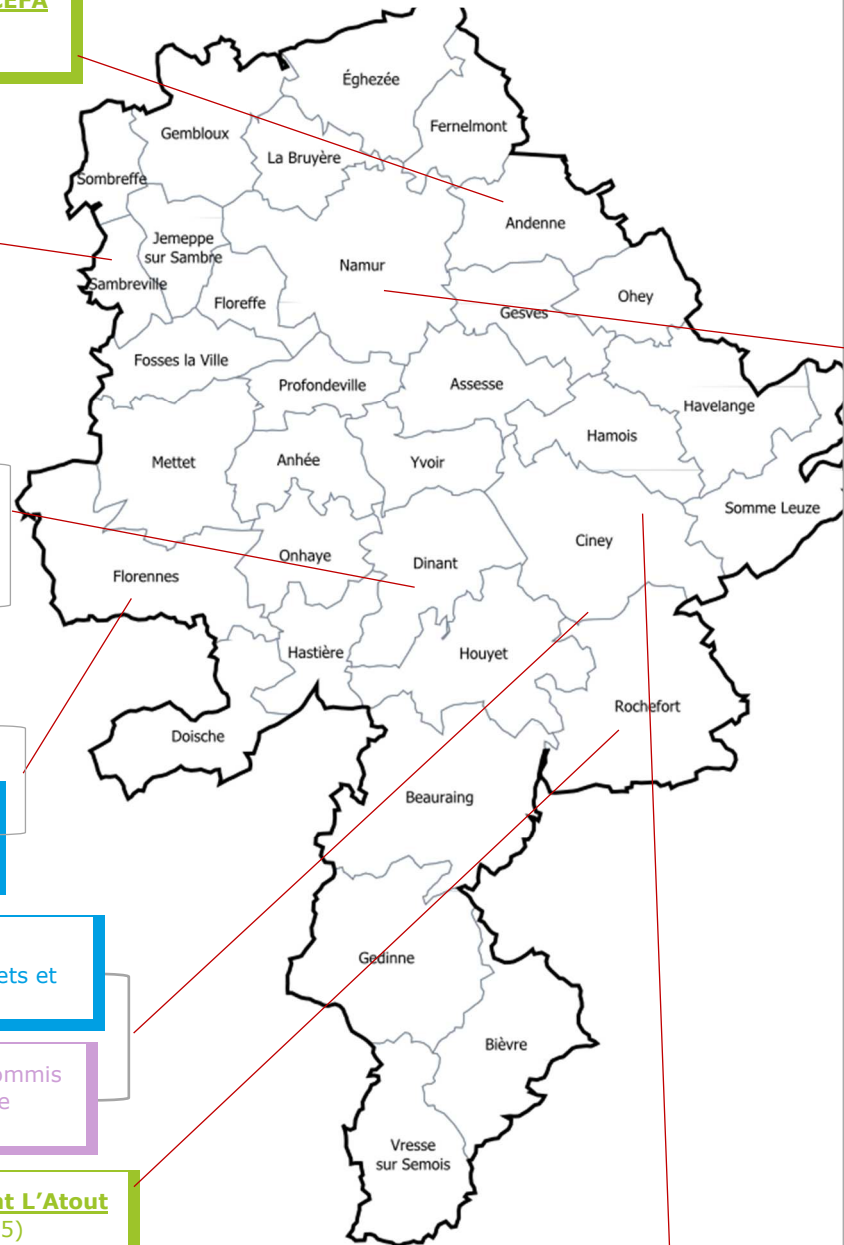 CEFA
Éghezée
Fernelmont
Gembloux
La Bruyère
Sombreffe
Andenne
Jemeppe
sur Sambre
Namur
Sambreville
Floreffe
Ohey
Gesves
Fosses la Ville
Profondeville
Assesse
Havelange
Hamois
Mettet
Anhée
Yvoir
Somme Leuze
Ciney
Onhaye
Dinant
Florennes
Hastière
Houyet
Rochefort
Doische
Beauraing
Gedinne
ets et
Bièvre
ommis
e
Vresse
sur Semois
nt L’Atout
5)